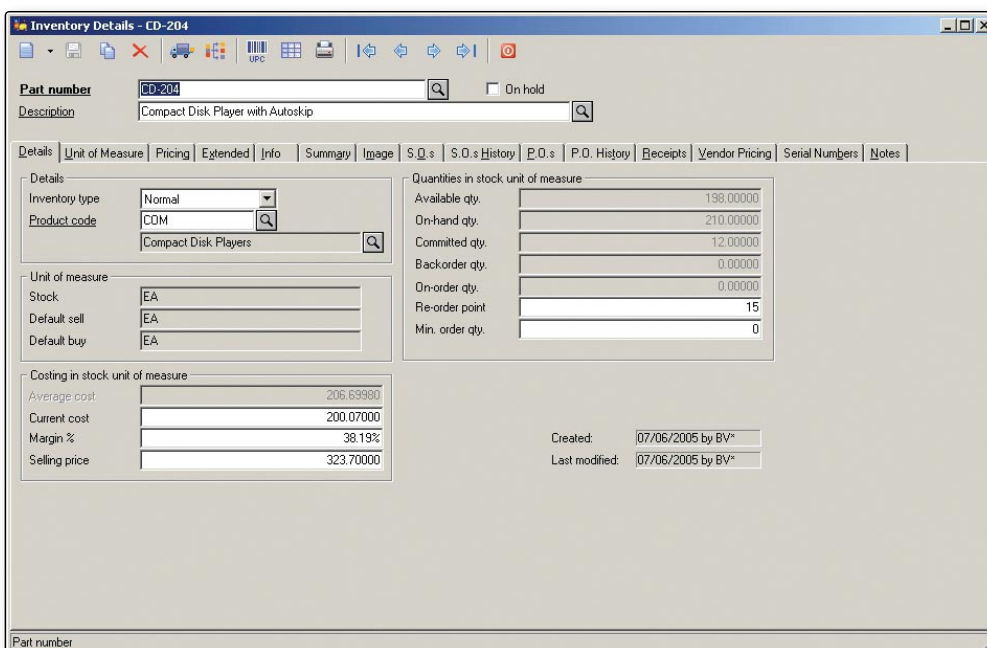 Inventory Details - CD-204
UPC
Part number CD-204 On hold
Description Compact Disk Player with Autoskip
Details Unit of Measure Pricing Extended Info Summary Image S.O.s S.O.s History P.O.s P.O. History Receipts Vendor Pricing Serial Numbers Notes
Details
Inventory type Normal
Product code COM
Compact Disk Players
Unit of measure
Stock EA
Default sell EA
Default buy EA
Costing in stock unit of measure
Average cost 206.69980
Current cost 200.07000
Margin % 38.19%
Selling price 323.70000
Quantities in stock unit of measure
Available qty. 198.00000
On-hand qty. 210.00000
Committed qty. 12.00000
Backorder qty. 0.00000
On-order qty. 0.00000
Re-order point 15
Min. order qty. 0
Created: 07/06/2005 by BV*
Last modified: 07/06/2005 by BV*
Part number